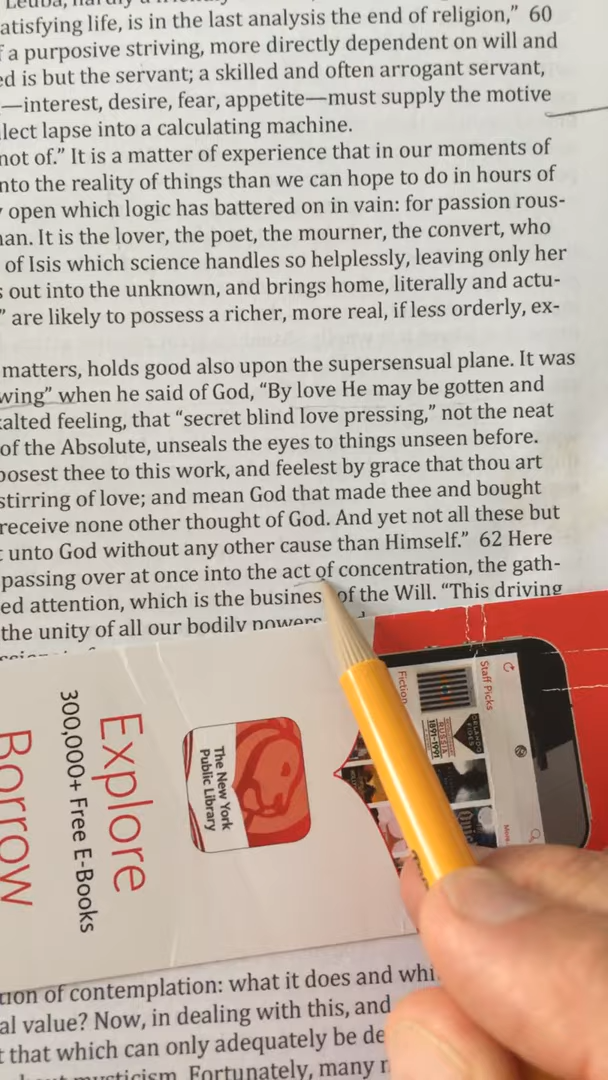 atisfying life, is in the last analysis the end of religion,” 60
a purposive striving, more directly dependent on will and
ed is but the servant; a skilled and often arrogant servant,
—interest, desire, fear, appetite—must supply the motive
llect lapse into a calculating machine.
not of.” It is a matter of experience that in our moments of
nto the reality of things than we can hope to do in hours of
open which logic has battered on in vain: for passion rous-
an. It is the lover, the poet, the mourner, the convert, who
of Isis which science handles so helplessly, leaving only her
s out into the unknown, and brings home, literally and actu-
” are likely to possess a richer, more real, if less orderly, ex-
matters, holds good also upon the supersensual plane. It was
wing” when he said of God, “By love He may be gotten and
xalted feeling, that “secret blind love pressing,” not the neat
of the Absolute, unseals the eyes to things unseen before.
posest thee to this work, and feelest by grace that thou art
stirring of love; and mean God that made thee and bought
receive none other thought of God. And yet not all these but
unto God without any other cause than Himself.” 62 Here
passing over at once into the act of concentration, the gath-
ed attention, which is the busines of the Will. “This driving
the unity of all our bodily powers
Explore
300,000+ Free E-Books
Borrow
The New York
Public Library
Staff Picks
Fiction
More
RUSSIA
1891-1991
tion of contemplation: what it does and whi
al value? Now, in dealing with this, and
t that which can only adequately be de
mysticism. Fortunately, many